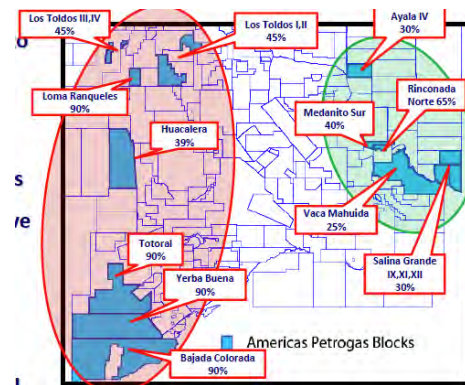 Los Toldos III,IV
45%
Los Toldos I,II
45%
Ayala IV
30%
Loma Ranqueles
90%
Rinconada
Norte 65%
Medanito Sur
40%
Huacalera
39%
s
ve
Vaca Mahuida
25%
Totoral
90%
Yerba Buena
90%
Salina Grande
IX,XI,XII
30%
Americas Petrogas Blocks
Bajada Colorada
90%